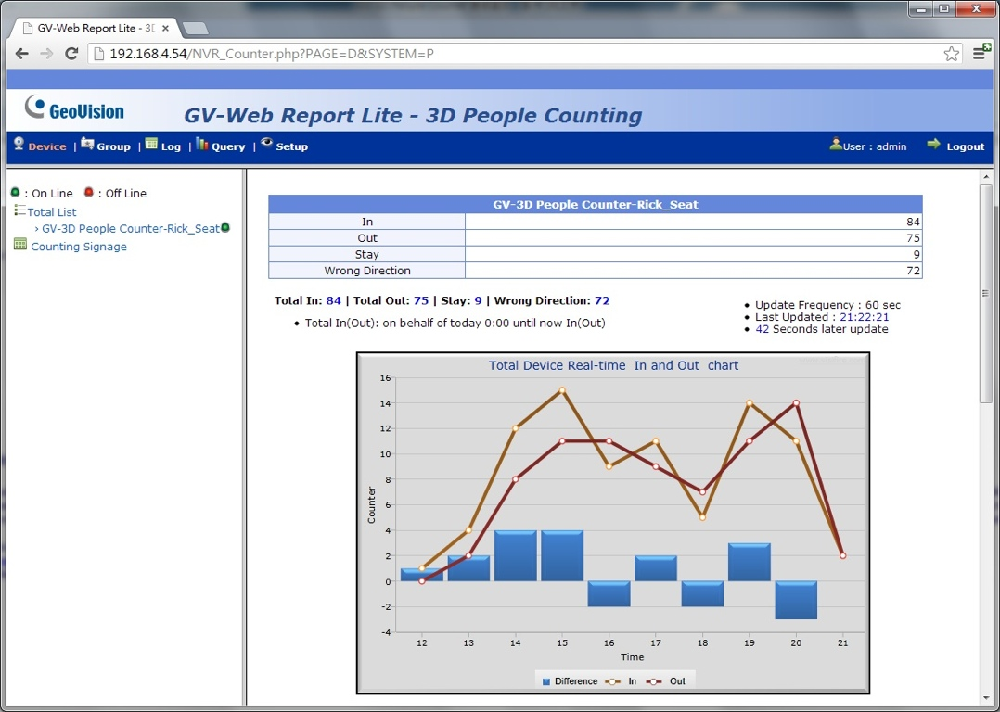 GV-Web Report Lite - 3D
192.168.4.54/NVR_Counter.php?PAGE=D&SYSTEM=P
GeoVision
GV-Web Report Lite - 3D People Counting
Device | Group | Log | Query | Setup
User : admin Logout
: On Line : Off Line
Total List
› GV-3D People Counter-Rick_Seat
Counting Signage
GV-3D People Counter-Rick_Seat
In 84
Out 75
Stay 9
Wrong Direction 72
Total In: 84 | Total Out: 75 | Stay: 9 | Wrong Direction: 72
• Total In(Out): on behalf of today 0:00 until now In(Out)
• Update Frequency : 60 sec
• Last Updated : 21:22:21
• 42 Seconds later update
Total Device Real-time In and Out chart
16
14
12
10
8
6
4
2
0
-2
-4
Counter
12 13 14 15 16 17 18 19 20 21
Time
Difference In Out